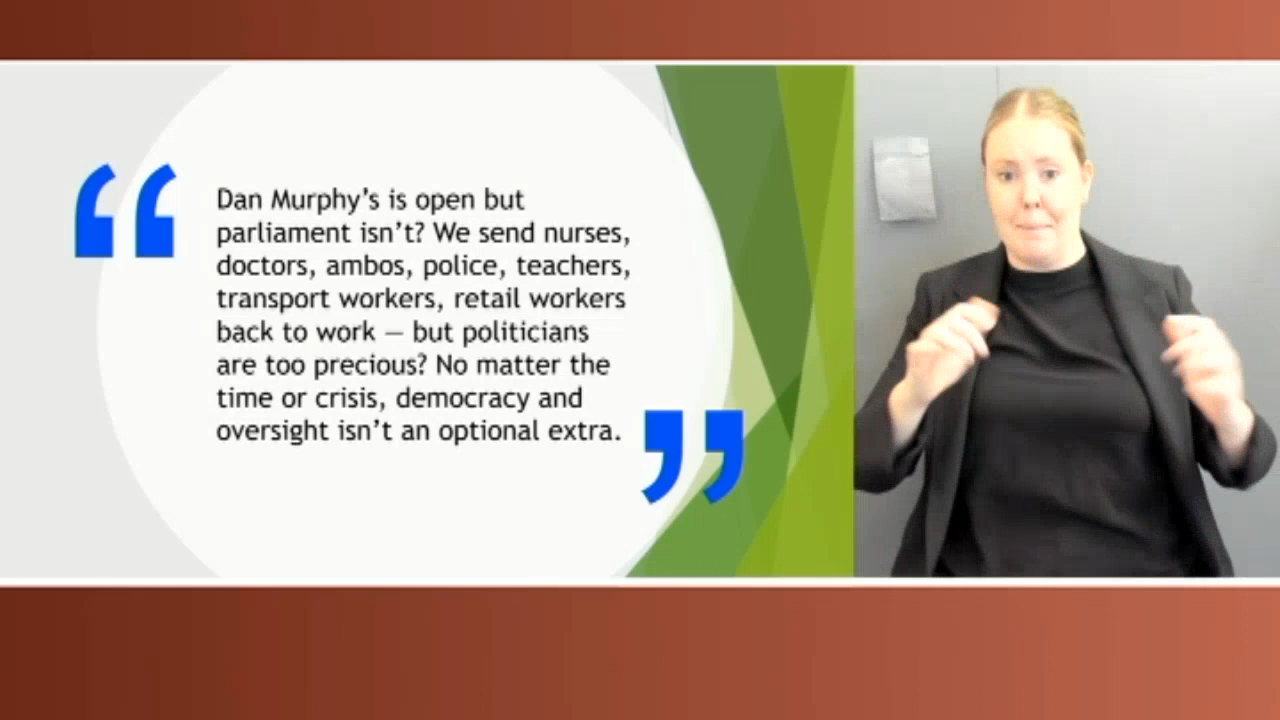 Dan Murphy’s is open but
parliament isn’t? We send nurses,
doctors, ambos, police, teachers,
transport workers, retail workers
back to work — but politicians
are too precious? No matter the
time or crisis, democracy and
oversight isn’t an optional extra.